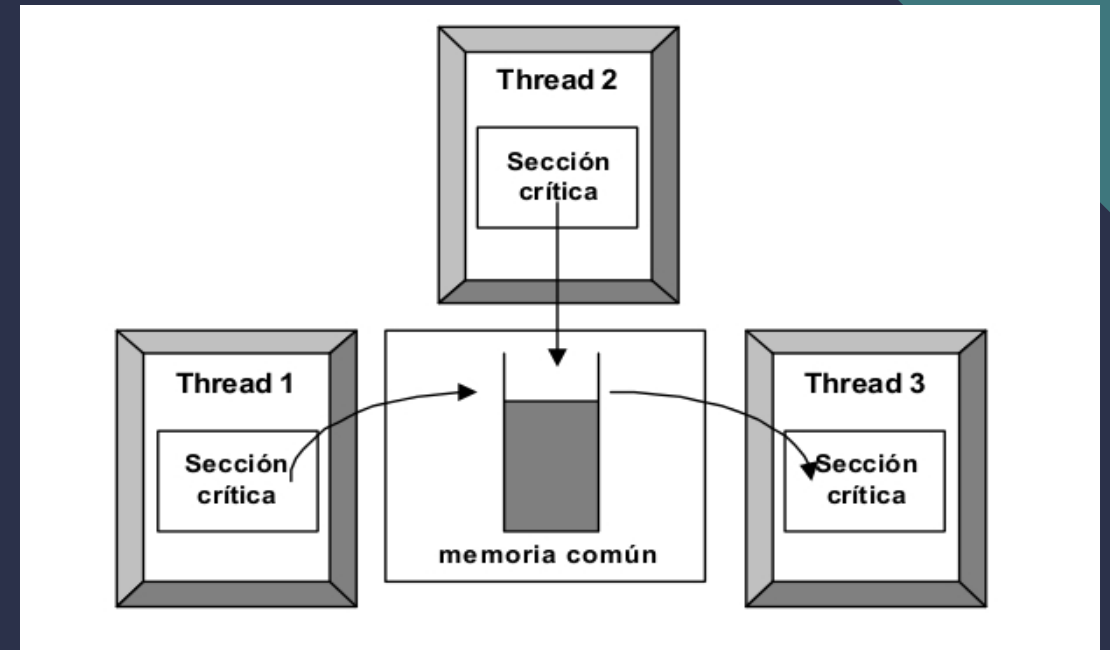 Thread 2
Sección
crítica
Thread 1
Sección
crítica
memoria común
Thread 3
Sección
crítica